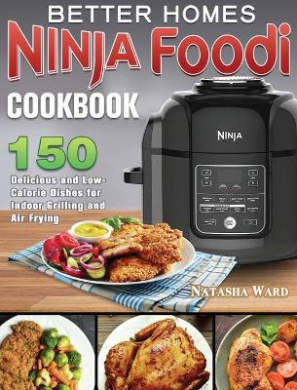 BETTER HOMES
NINJA FOODI
COOKBOOK
NINJA
150
Delicious and Low-
Calorie Dishes for
Indoor Grilling and
Air Frying
NATASHA WARD